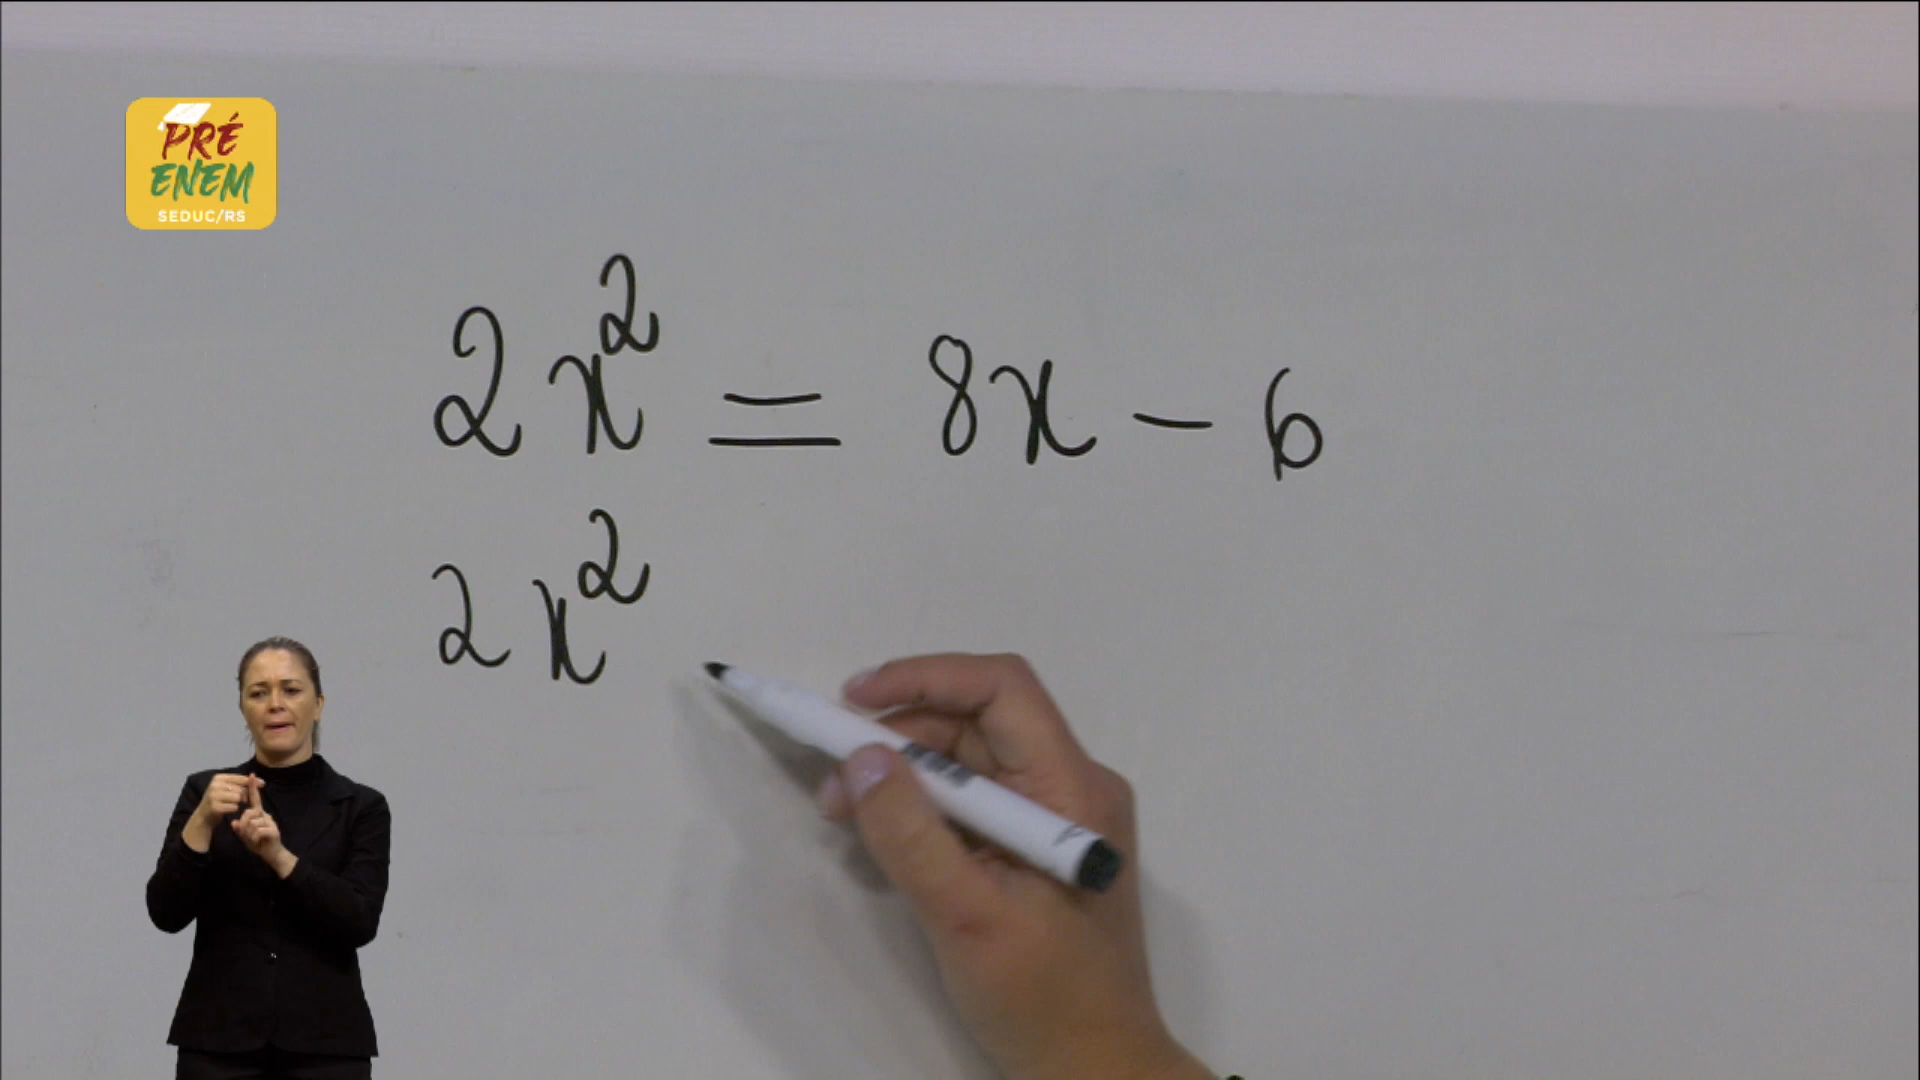 PRÉ
ENEM
SEDUC/RS
2x² = 8x - 6
2x²